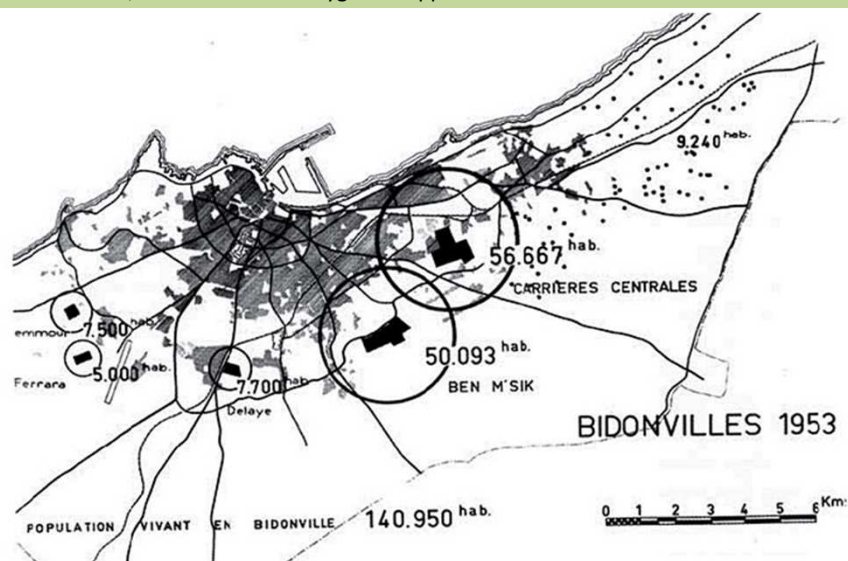 9.240 hab.
56.667 hab.
CARRIERES CENTRALES
emmour 7.500 hab.
50.093 hab.
5.000 hab.
Ferrara
7.700 hab.
BEN M'SIK
Delaye
BIDONVILLES 1953
0 1 2 3 4 5 6 Km:
POPULATION VIVANT EN BIDONVILLE 140.950 hab.